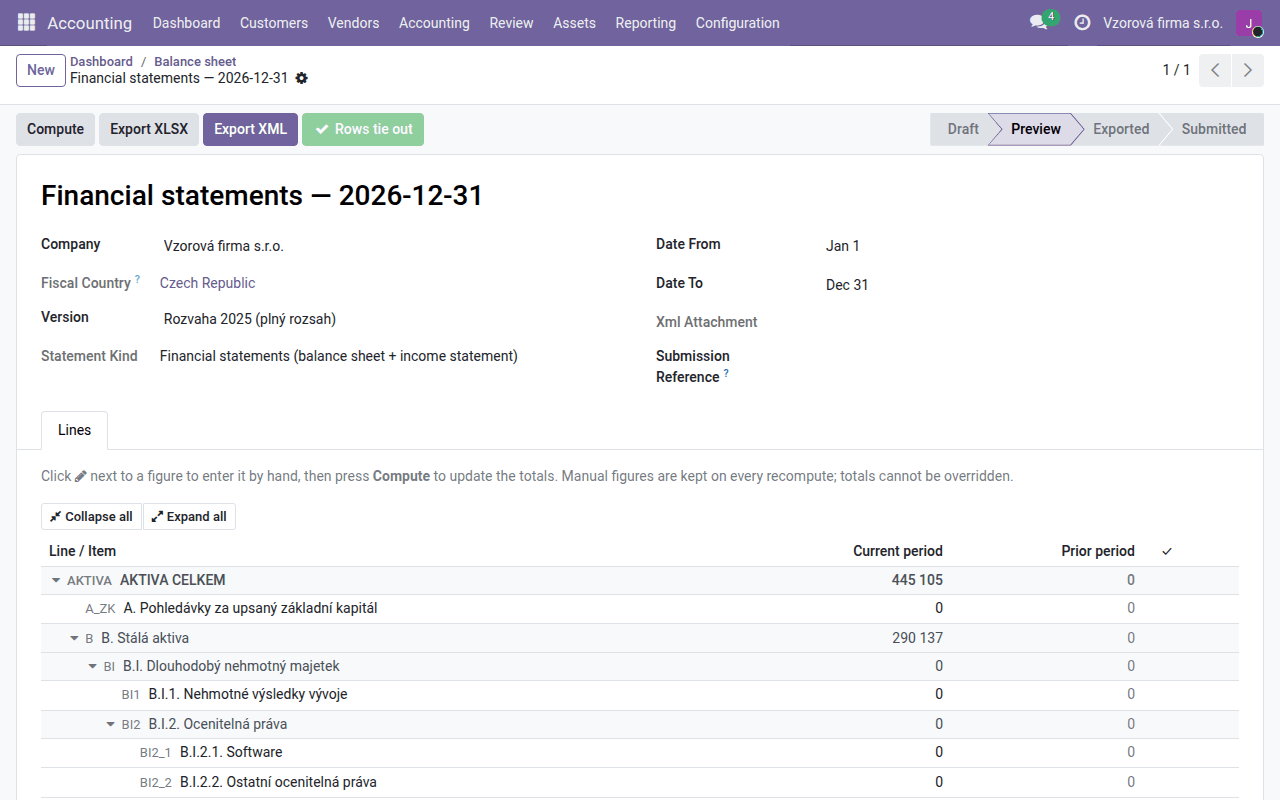 Accounting Dashboard Customers Vendors Accounting Review Assets Reporting Configuration 4 Vzorová firma s.r.o. J
New Dashboard / Balance sheet
Financial statements — 2026-12-31
1 / 1
Compute Export XLSX Export XML Rows tie out Draft Preview Exported Submitted
Financial statements — 2026-12-31
Company Vzorová firma s.r.o. Date From Jan 1
Fiscal Country ? Czech Republic Date To Dec 31
Version Rozvaha 2025 (plný rozsah) Xml Attachment
Statement Kind Financial statements (balance sheet + income statement) Submission
Reference ?
Lines
Click next to a figure to enter it by hand, then press Compute to update the totals. Manual figures are kept on every recompute; totals cannot be overridden.
Collapse all Expand all
Line / Item Current period Prior period
AKTIVA AKTIVA CELKEM 445 105 0
A_ZK A. Pohledávky za upsaný základní kapitál 0 0
B B. Stálá aktiva 290 137 0
BI B.I. Dlouhodobý nehmotný majetek 0 0
BI1 B.I.1. Nehmotné výsledky vývoje 0 0
BI2 B.I.2. Ocenitelná práva 0 0
BI2_1 B.I.2.1. Software 0 0
BI2_2 B.I.2.2. Ostatní ocenitelná práva 0 0